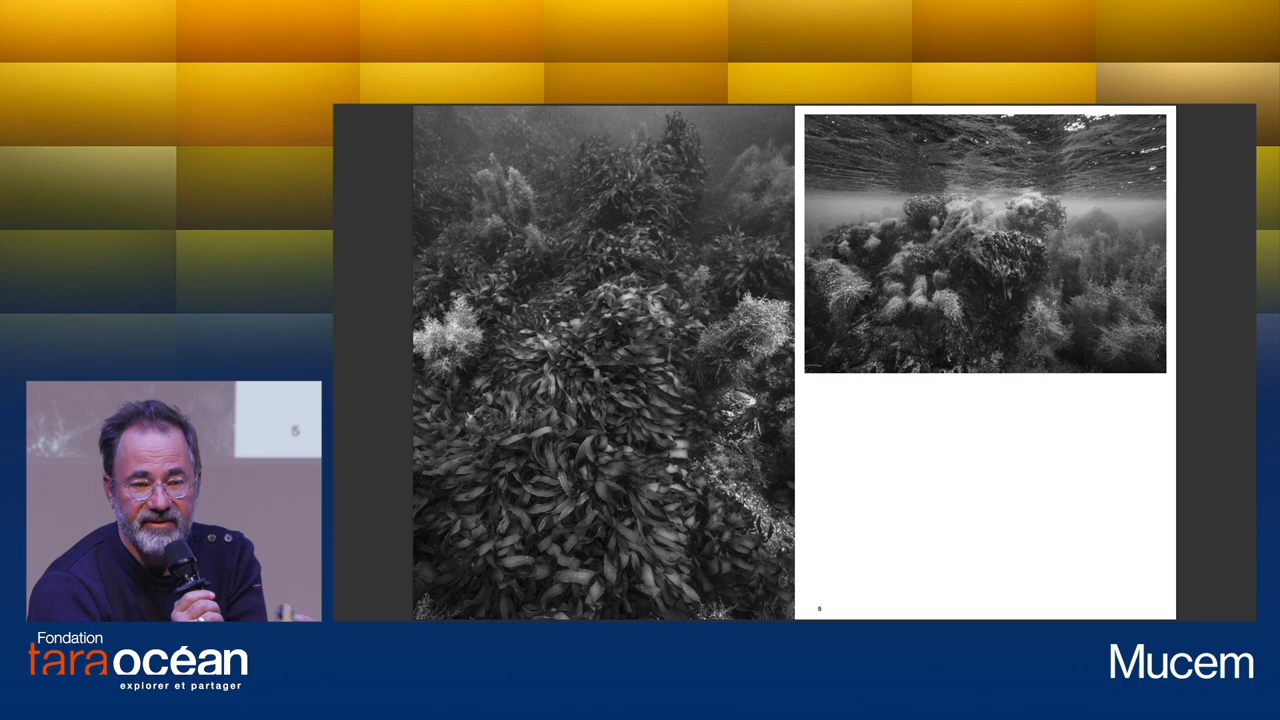 5
5
Fondation
taraocéan
explorer et partager
Mucem